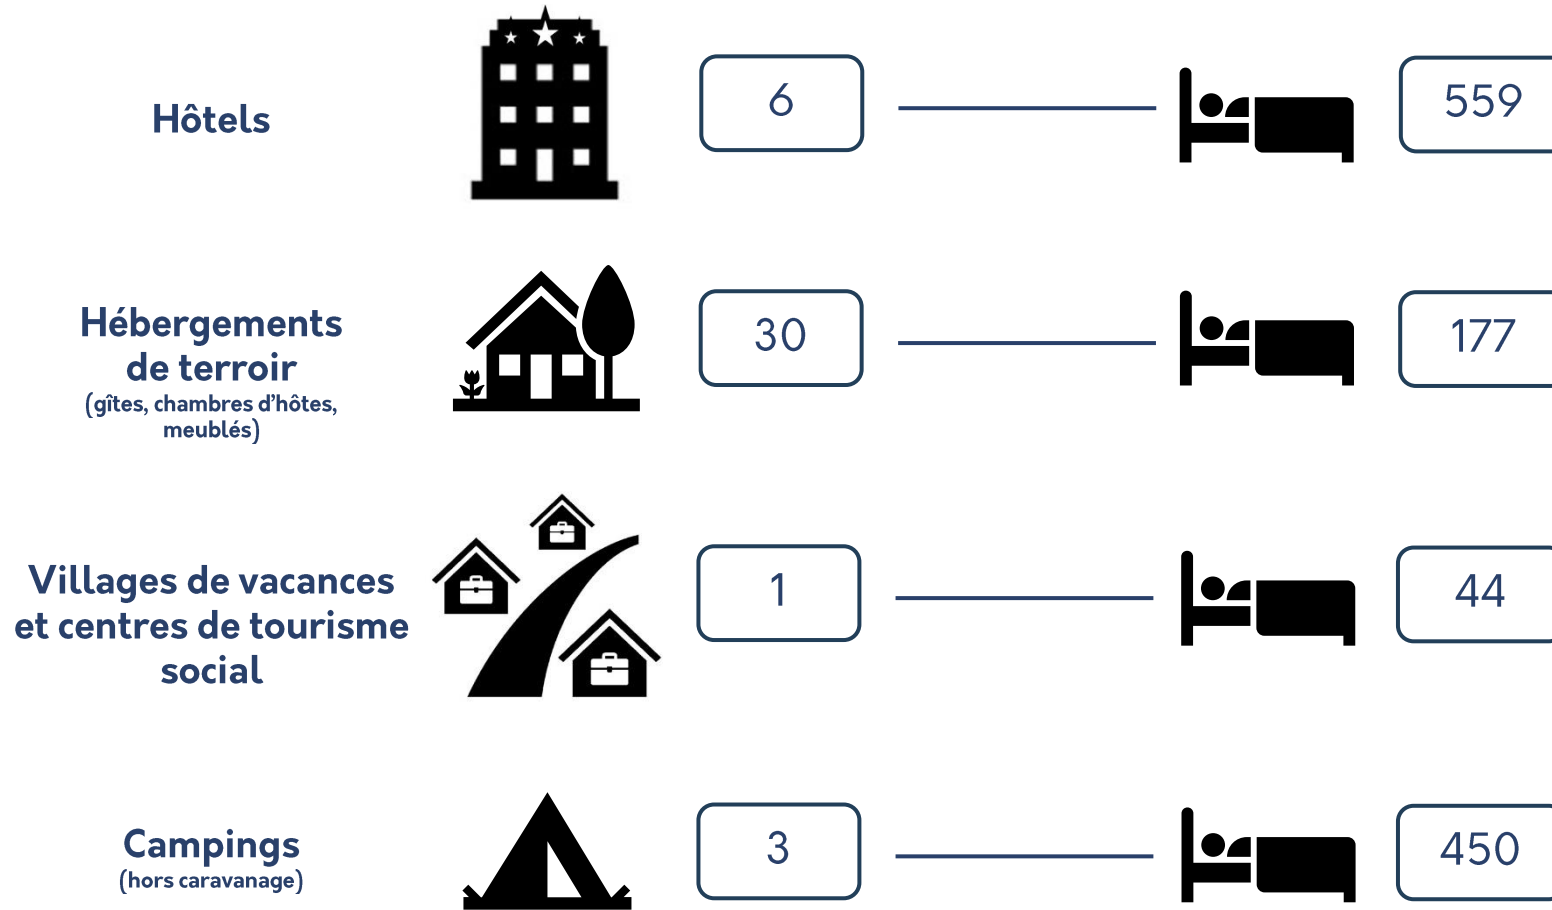 Hôtels
6
559
Hébergements
de terroir
(gîtes, chambres d'hôtes,
meublés)
30
177
Villages de vacances
et centres de tourisme
social
1
44
Campings
(hors caravanage)
3
450